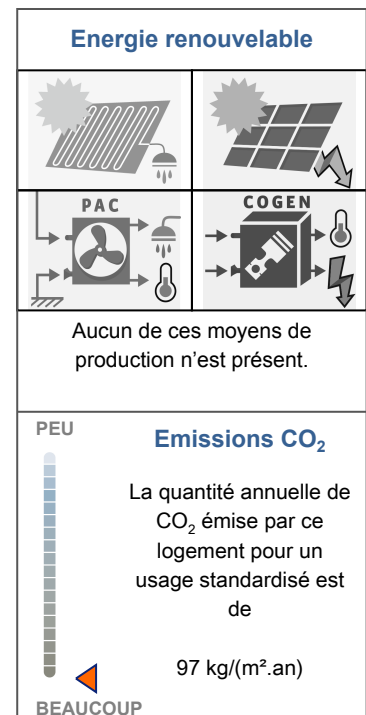 Energie renouvelable
PAC
COGEN
Aucun de ces moyens de
production n'est présent.
PEU
Emissions CO₂
La quantité annuelle de
CO₂ émise par ce
logement pour un
usage standardisé est
de
97 kg/(m².an)
BEAUCOUP